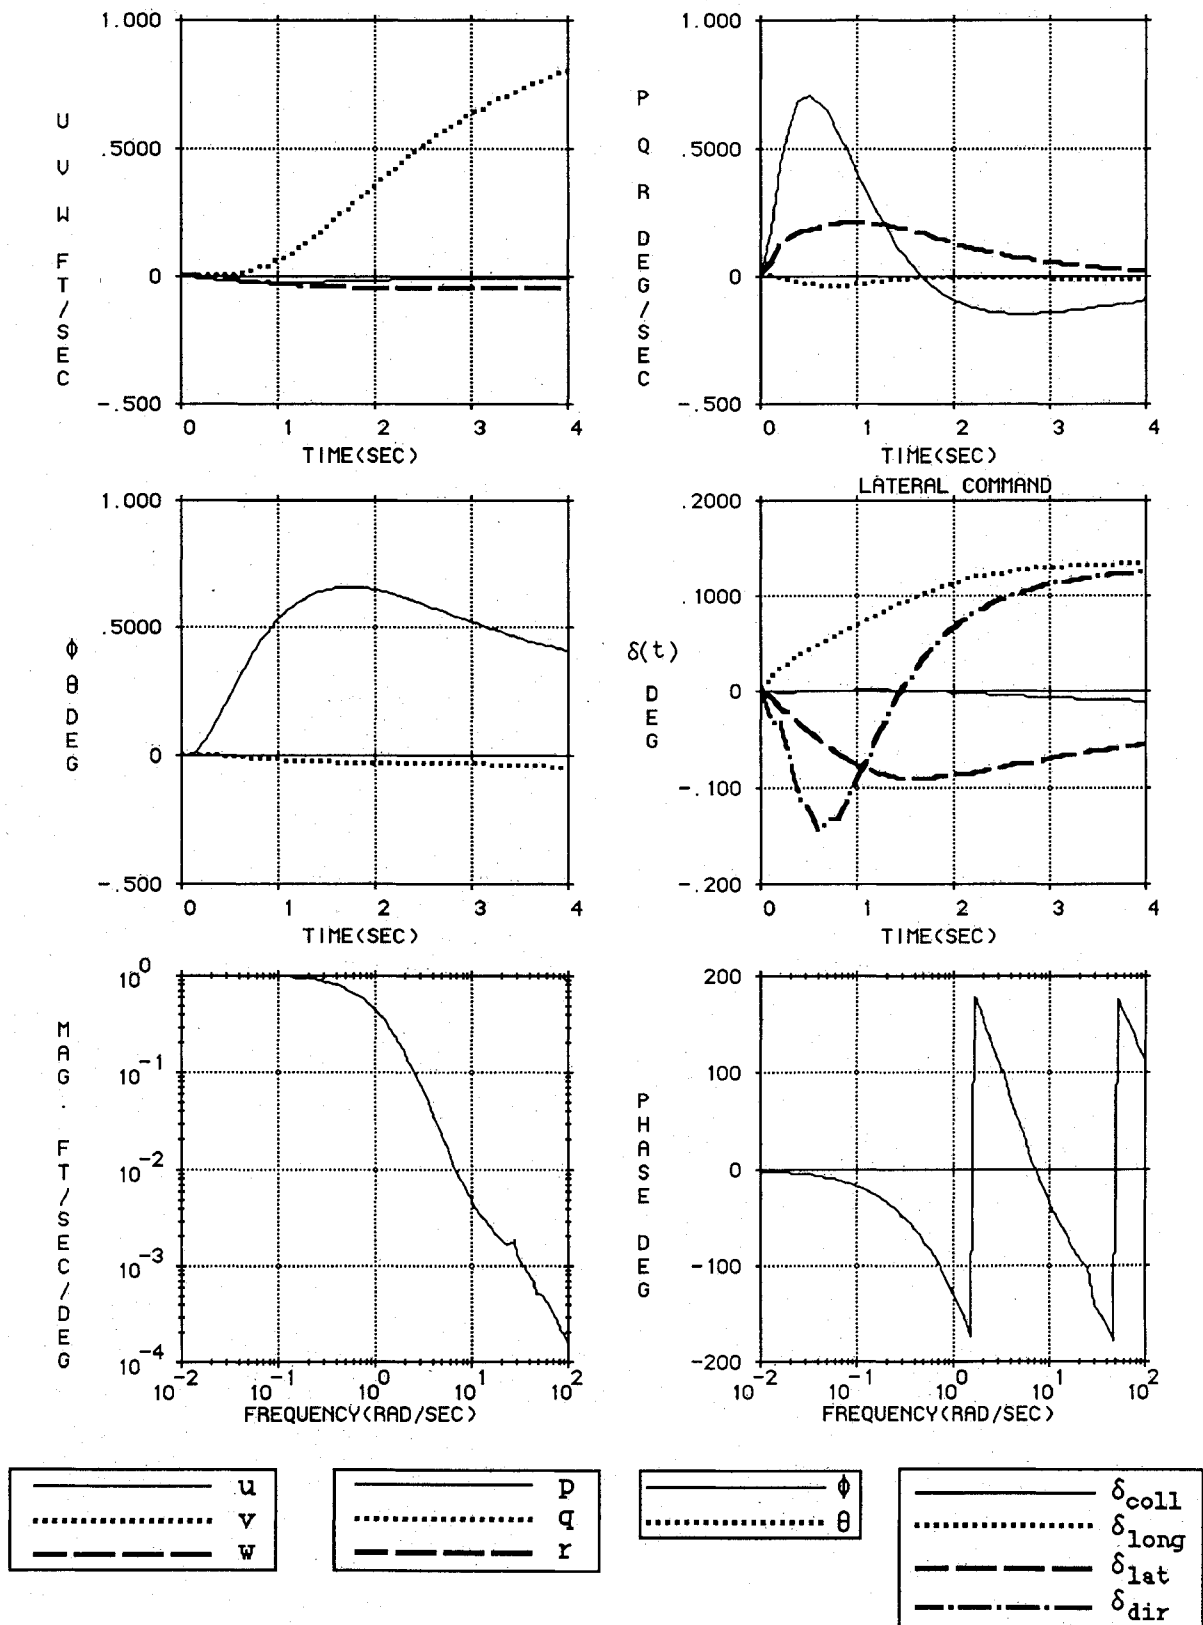 1.000
.5000
0
-.500
U V W FT/SEC
0 1 2 3 4
TIME(SEC)
1.000
.5000
0
-.500
P Q R DEG/SEC
0 1 2 3 4
TIME(SEC)
1.000
.5000
0
-.500
ϕ θ DEG
0 1 2 3 4
TIME(SEC)
LATERAL COMMAND
.2000
.1000
0
-.100
-.200
δ(t)
DEG
0 1 2 3 4
TIME(SEC)
10^0
10^-1
10^-2
10^-3
10^-4
MAG. FT/SEC/DEG
10^-2 10^-1 10^0 10^1 10^2
FREQUENCY(RAD/SEC)
200
100
0
-100
-200
PHASE DEG
10^-2 10^-1 10^0 10^1 10^2
FREQUENCY(RAD/SEC)
u
v
w
p
q
r
ϕ
θ
δcoll
δlong
δlat
δdir